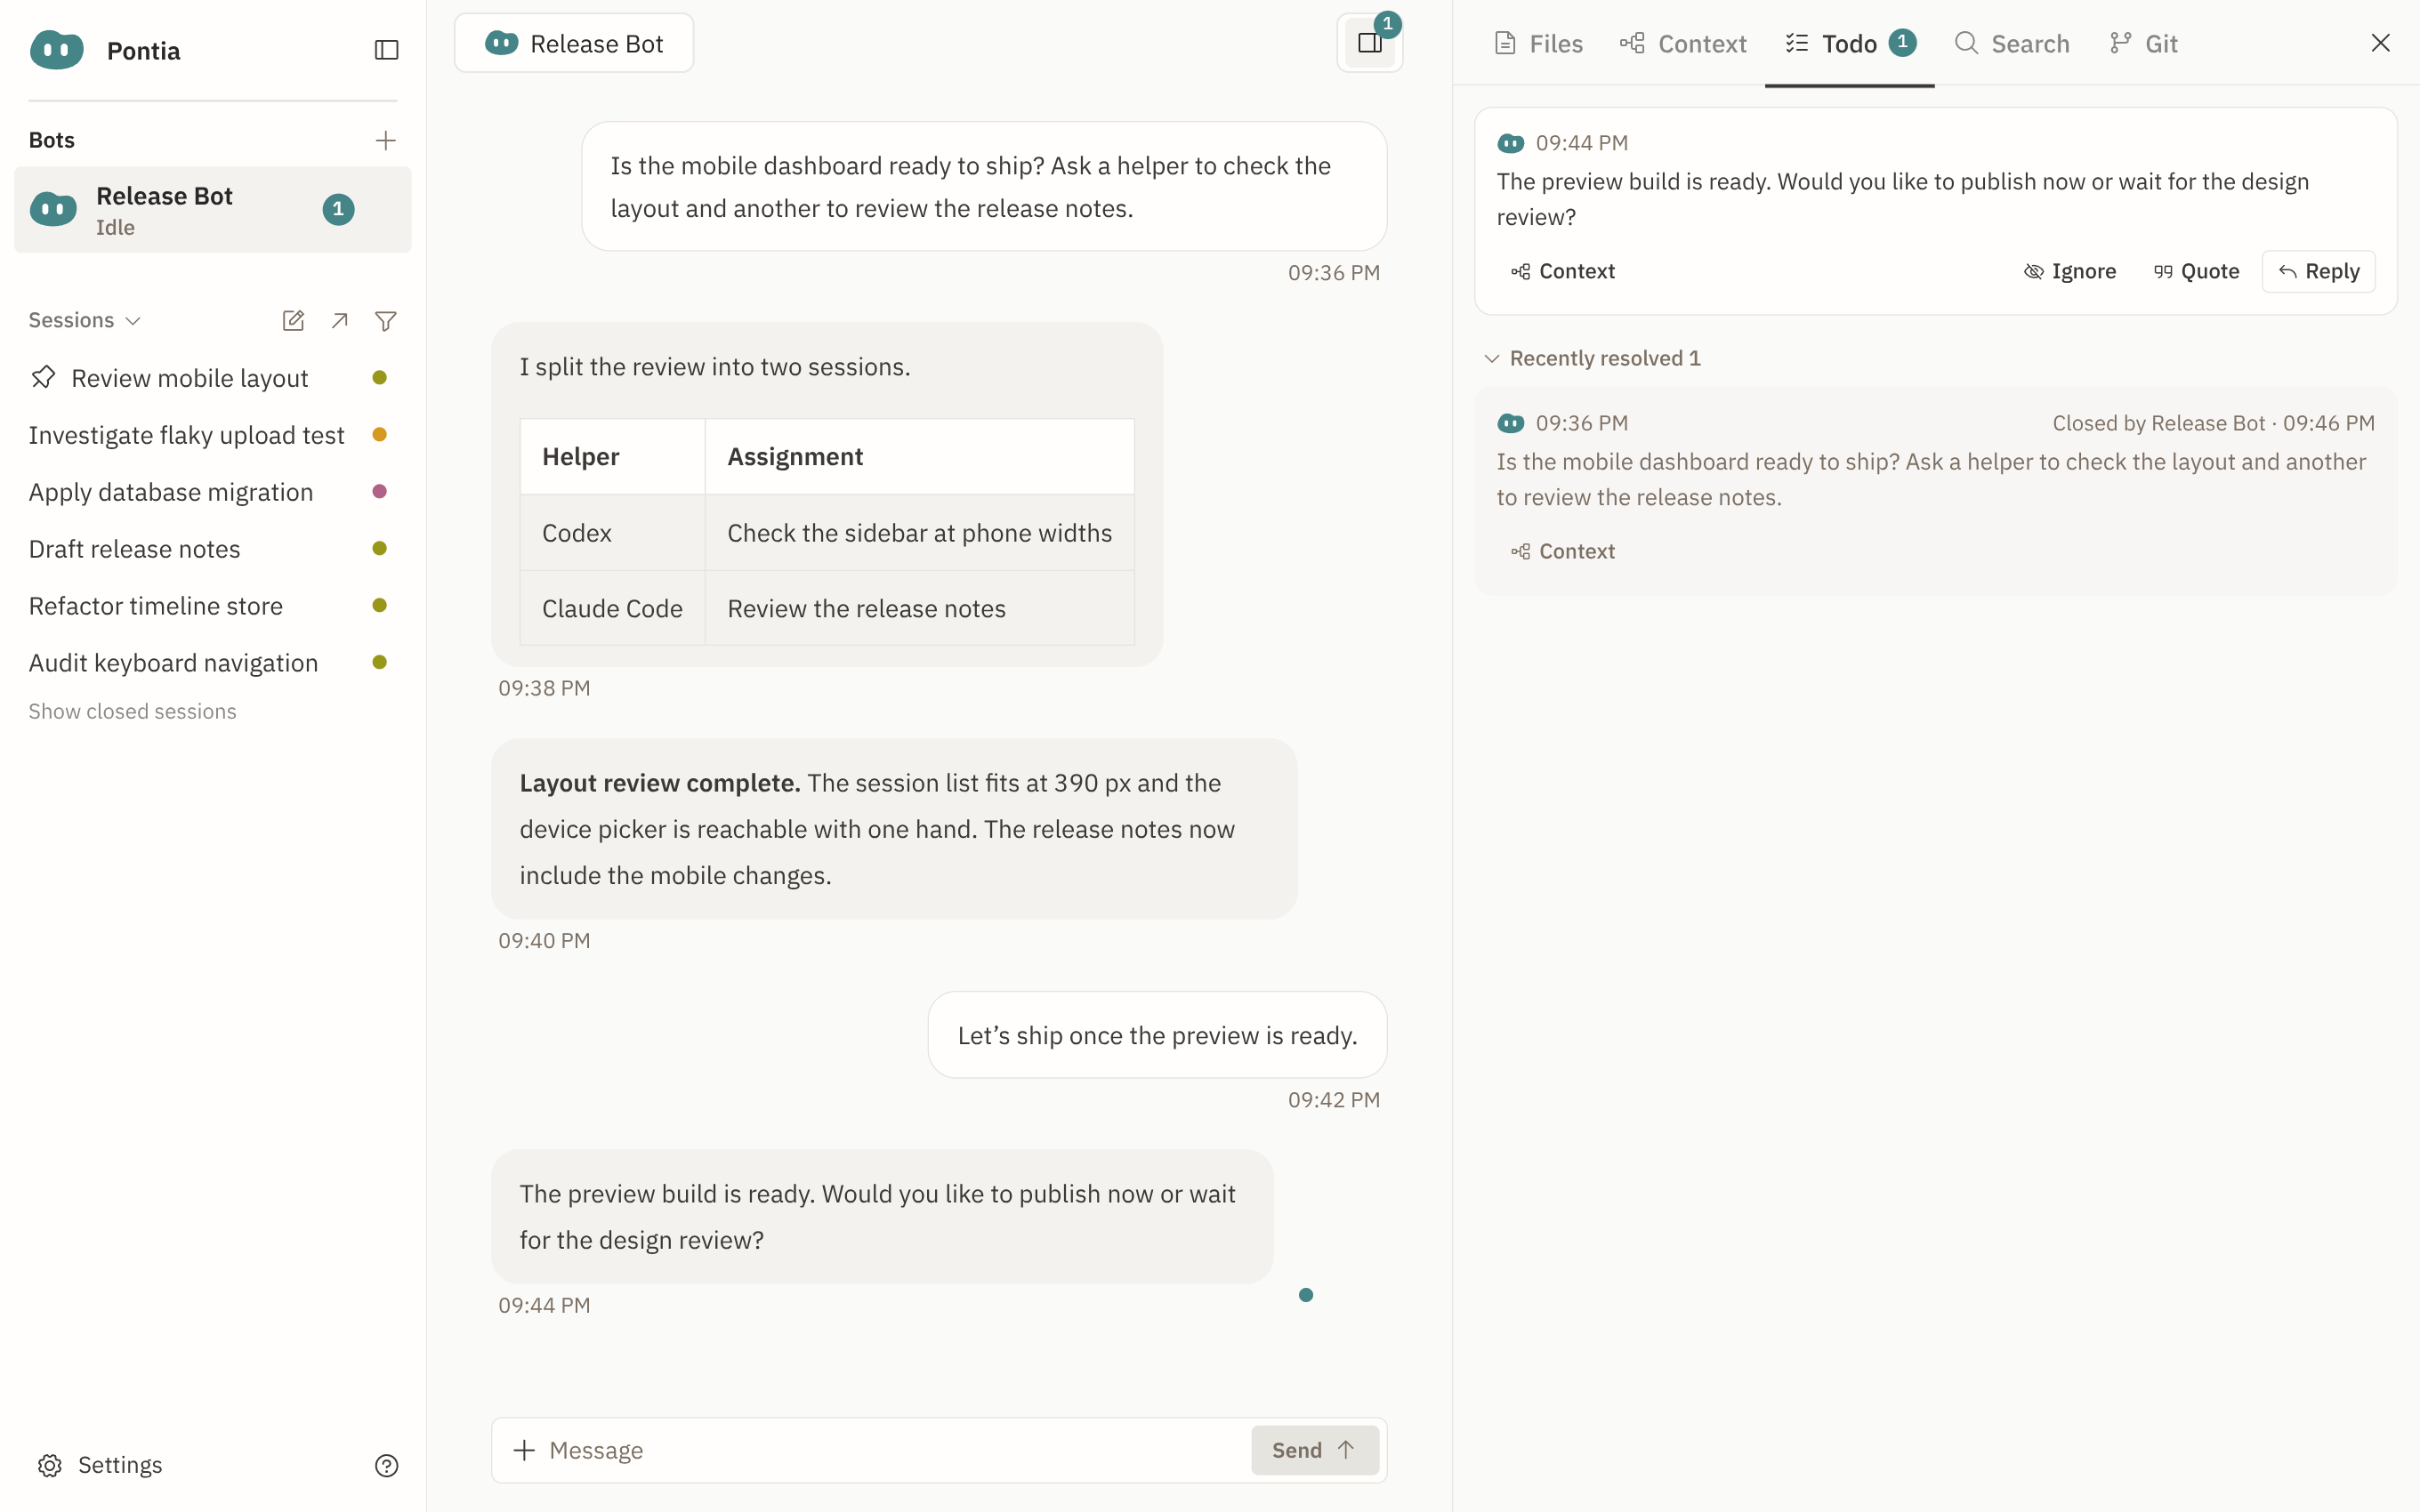 Pontia
Bots
Release Bot
Idle
1
Sessions
Review mobile layout
Investigate flaky upload test
Apply database migration
Draft release notes
Refactor timeline store
Audit keyboard navigation
Show closed sessions
Settings
Release Bot
1
Is the mobile dashboard ready to ship? Ask a helper to check the
layout and another to review the release notes.
09:36 PM
I split the review into two sessions.
Helper Assignment
Codex Check the sidebar at phone widths
Claude Code Review the release notes
09:38 PM
Layout review complete. The session list fits at 390 px and the
device picker is reachable with one hand. The release notes now
include the mobile changes.
09:40 PM
Let’s ship once the preview is ready.
09:42 PM
The preview build is ready. Would you like to publish now or wait
for the design review?
09:44 PM
Message
Send
Files Context Todo 1 Search Git
09:44 PM
The preview build is ready. Would you like to publish now or wait for the design
review?
Context Ignore Quote Reply
Recently resolved 1
09:36 PM Closed by Release Bot · 09:46 PM
Is the mobile dashboard ready to ship? Ask a helper to check the layout and another
to review the release notes.
Context